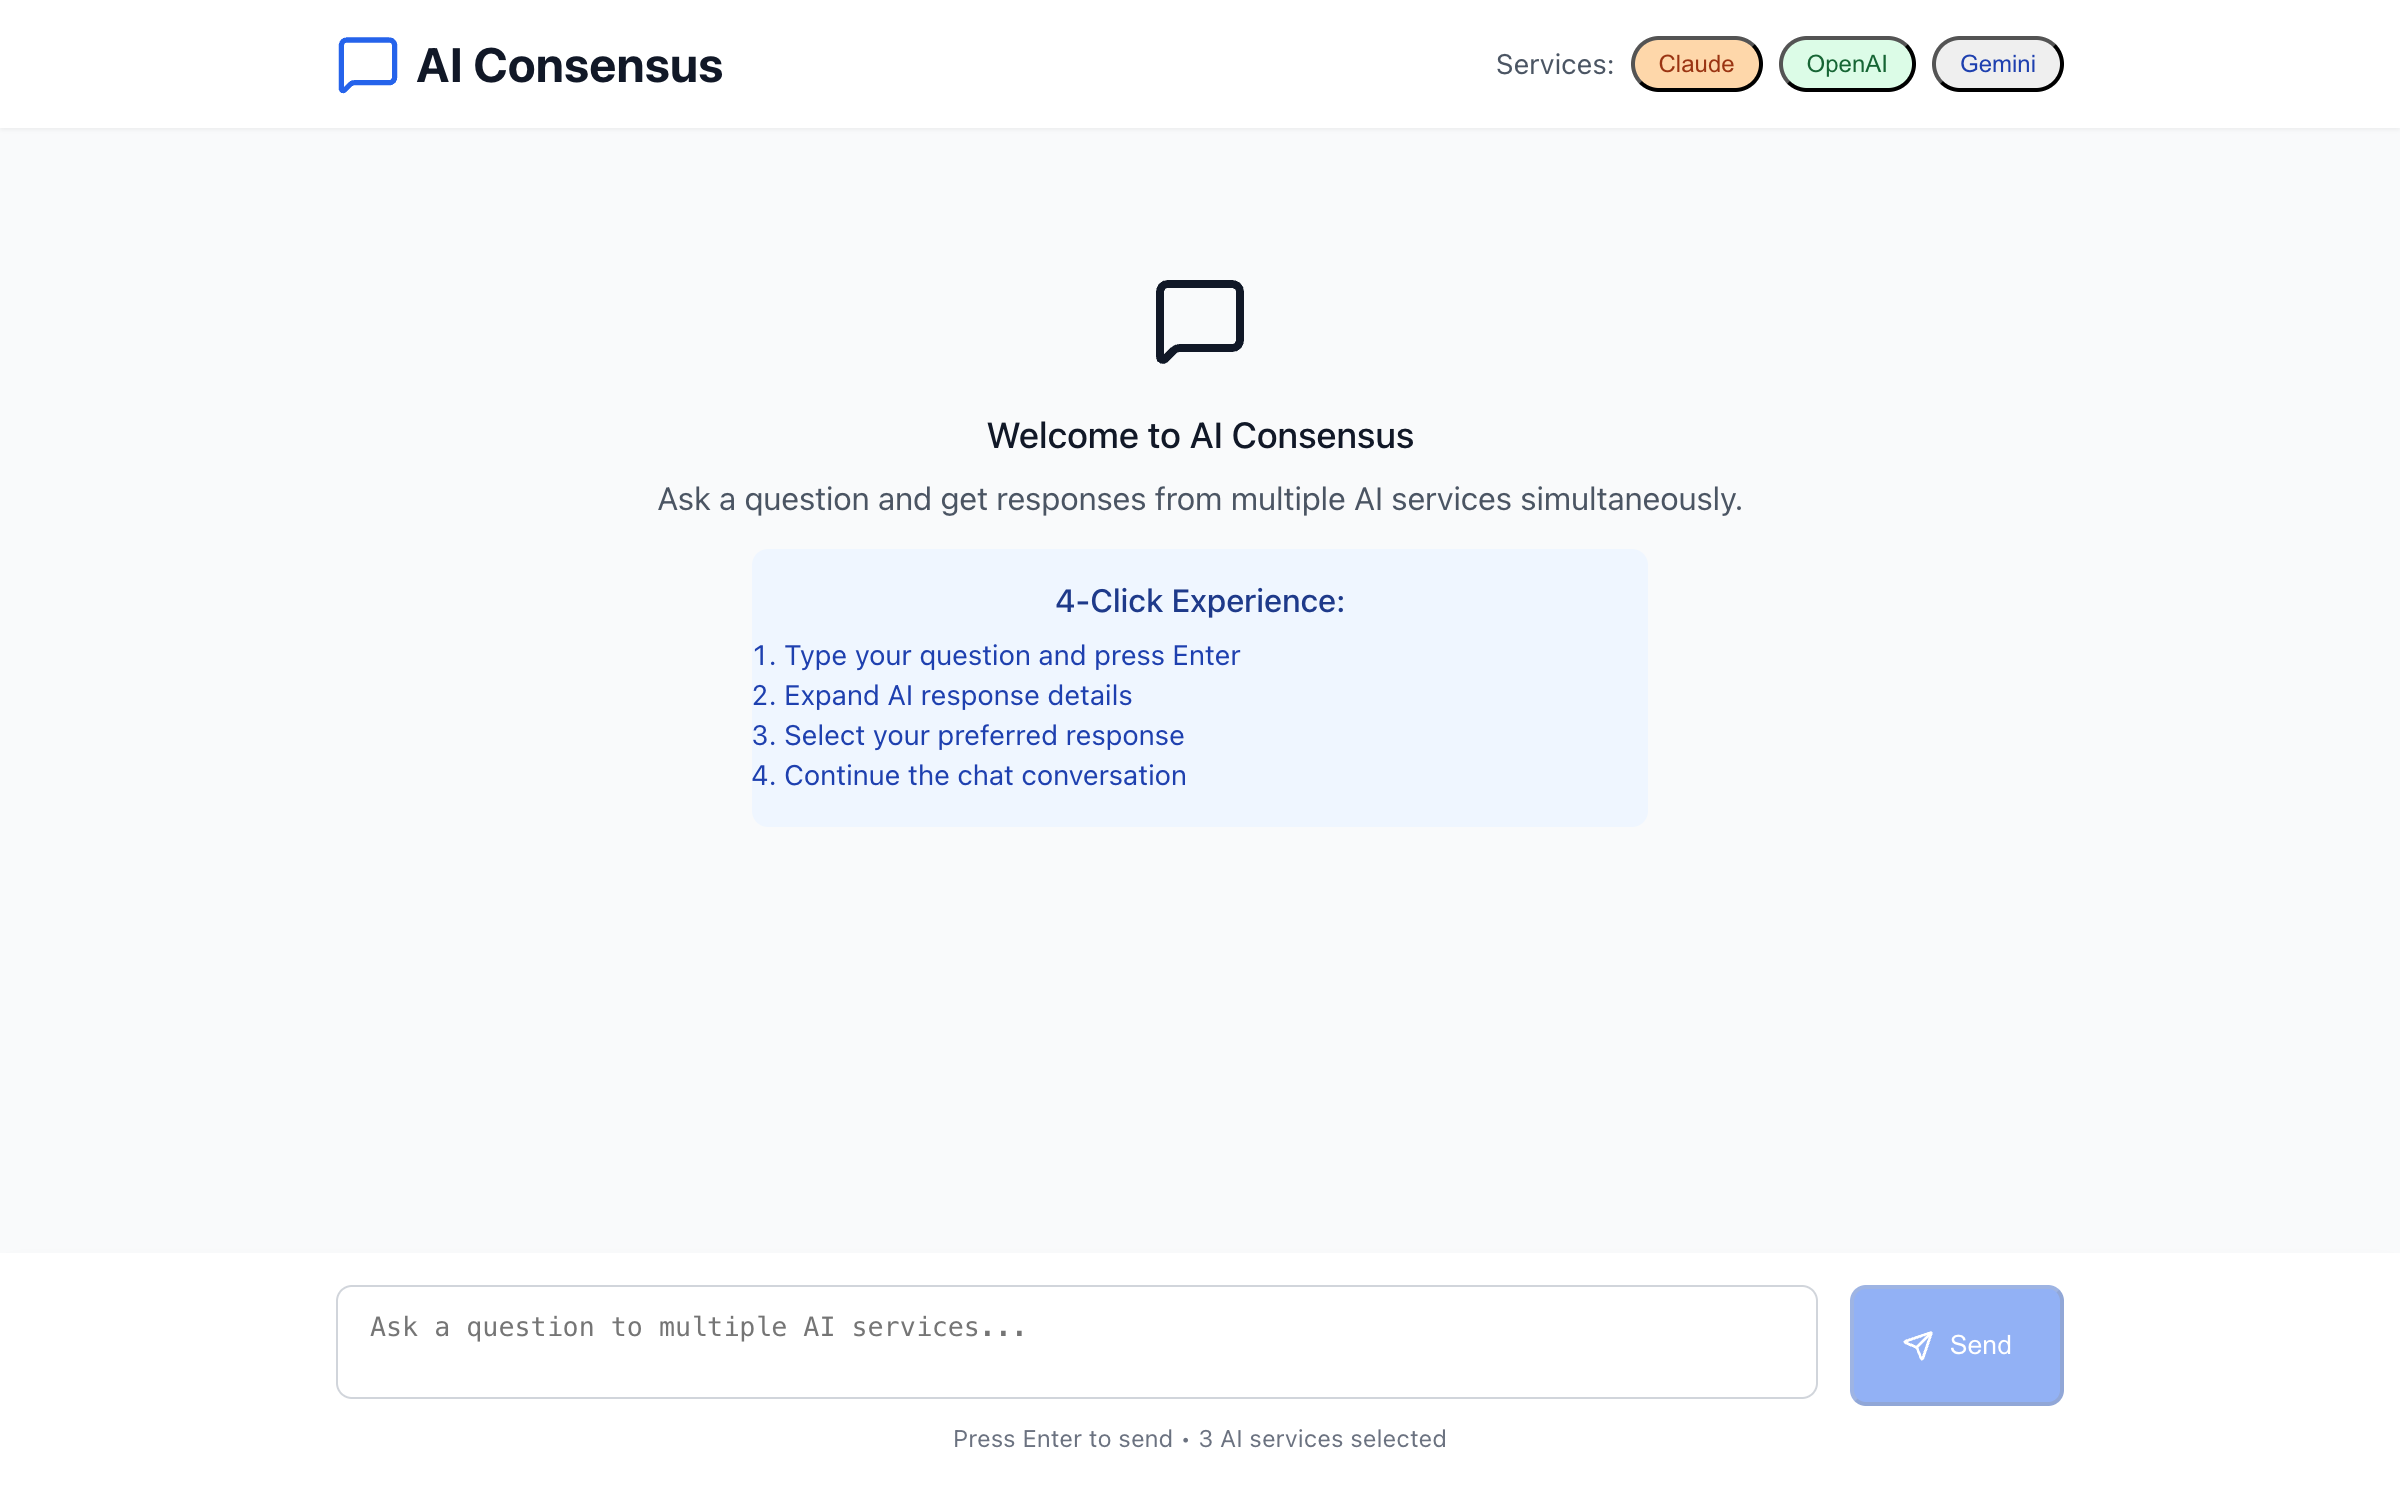 AI Consensus
Services: Claude OpenAI Gemini
Welcome to AI Consensus
Ask a question and get responses from multiple AI services simultaneously.
4-Click Experience:
1. Type your question and press Enter
2. Expand AI response details
3. Select your preferred response
4. Continue the chat conversation
Ask a question to multiple AI services...
Send
Press Enter to send • 3 AI services selected